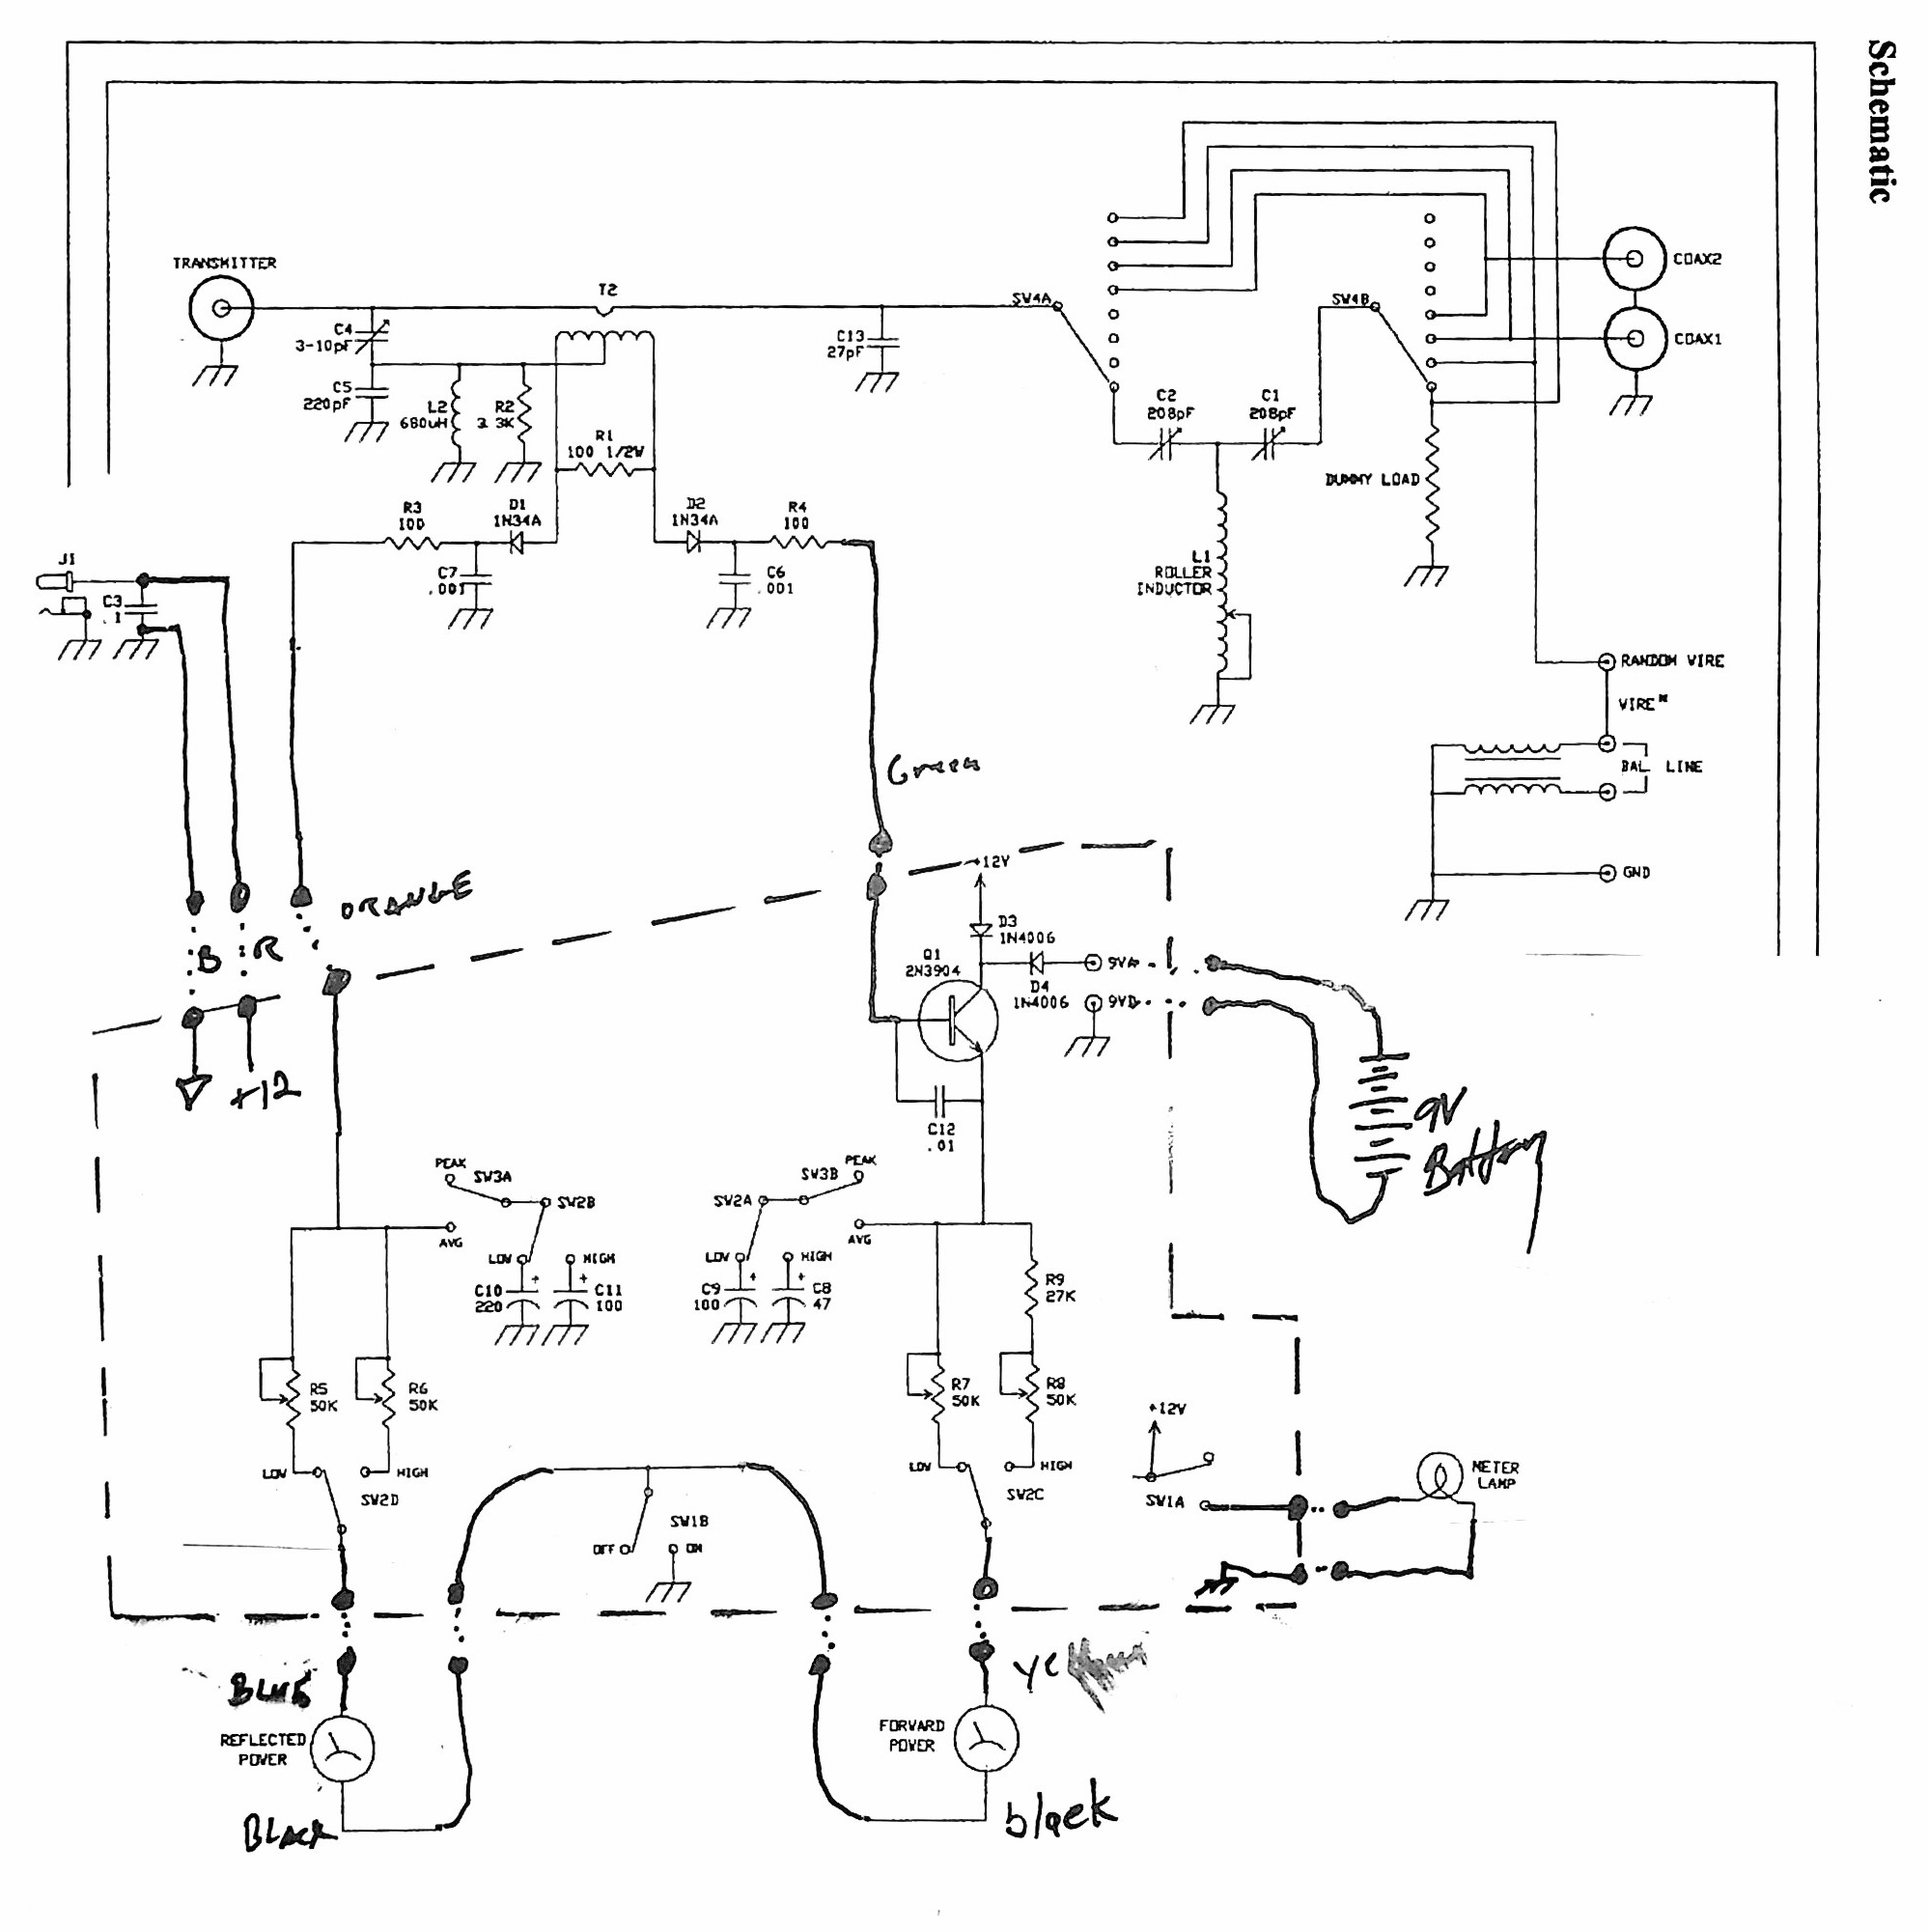 Schematic
TRANSMITTER
T2
SW4A
SW4B
COAX2
COAX1
C4
3-10pF
C13
27pF
C5
220pF
L2
680uH
R2
3.3K
R1
100 1/2W
C2
208pF
C1
208pF
DUMMY LOAD
R3
100
D1
1N34A
D2
1N34A
R4
100
J1
C3
.1
C7
.001
C6
.001
L1
ROLLER
INDUCTOR
RANDOM WIRE
WIRE*
BAL LINE
GND
Green
ORANGE
B
R
+12
+12V
D3
1N4006
Q1
2N3904
9VA
D4
1N4006
9VB
C12
.01
9V
Battery
PEAK
SW3A
SW2B
AVG
LOW
HIGH
C10
220
C11
100
PEAK
SW3B
SW2A
AVG
LOW
HIGH
C9
100
C8
47
R9
27K
R5
50K
R6
50K
R7
50K
R8
50K
LOW
HIGH
SW2D
LOW
HIGH
SW2C
SW1B
OFF
ON
+12V
SW1A
METER
LAMP
BLUE
REFLECTED
POWER
BLACK
FORWARD
POWER
black